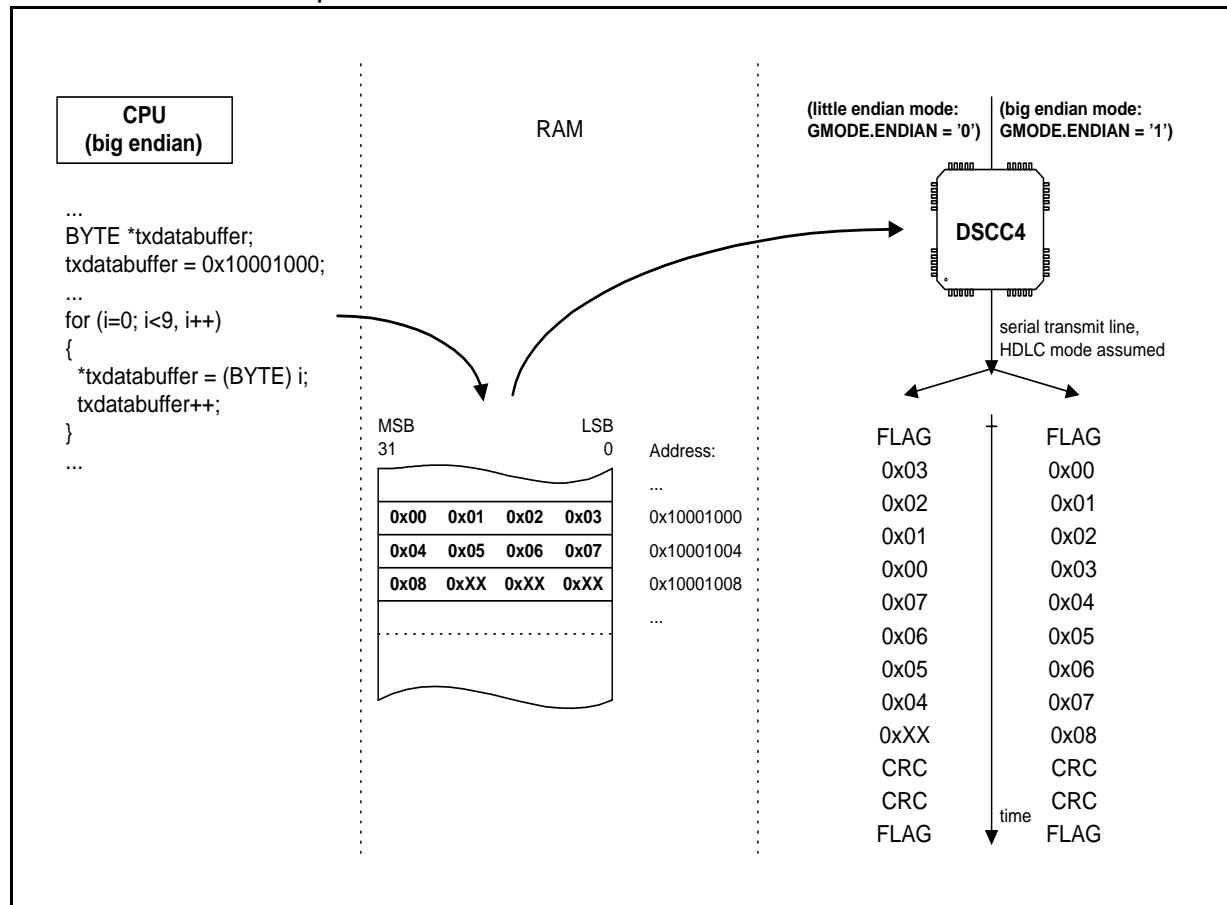 CPU
(big endian)
...
BYTE *txdatabuffer;
txdatabuffer = 0x10001000;
...
for (i=0; i<9, i++)
{
*txdatabuffer = (BYTE) i;
txdatabuffer++;
}
...
RAM
MSB LSB
31 0 Address:
...
0x00 0x01 0x02 0x03 0x10001000
0x04 0x05 0x06 0x07 0x10001004
0x08 0xXX 0xXX 0xXX 0x10001008
...
(little endian mode: (big endian mode:
GMODE.ENDIAN = '0') GMODE.ENDIAN = '1')
DSCC4
serial transmit line,
HDLC mode assumed
FLAG FLAG
0x03 0x00
0x02 0x01
0x01 0x02
0x00 0x03
0x07 0x04
0x06 0x05
0x05 0x06
0x04 0x07
0xXX 0x08
CRC CRC
CRC CRC
time
FLAG FLAG